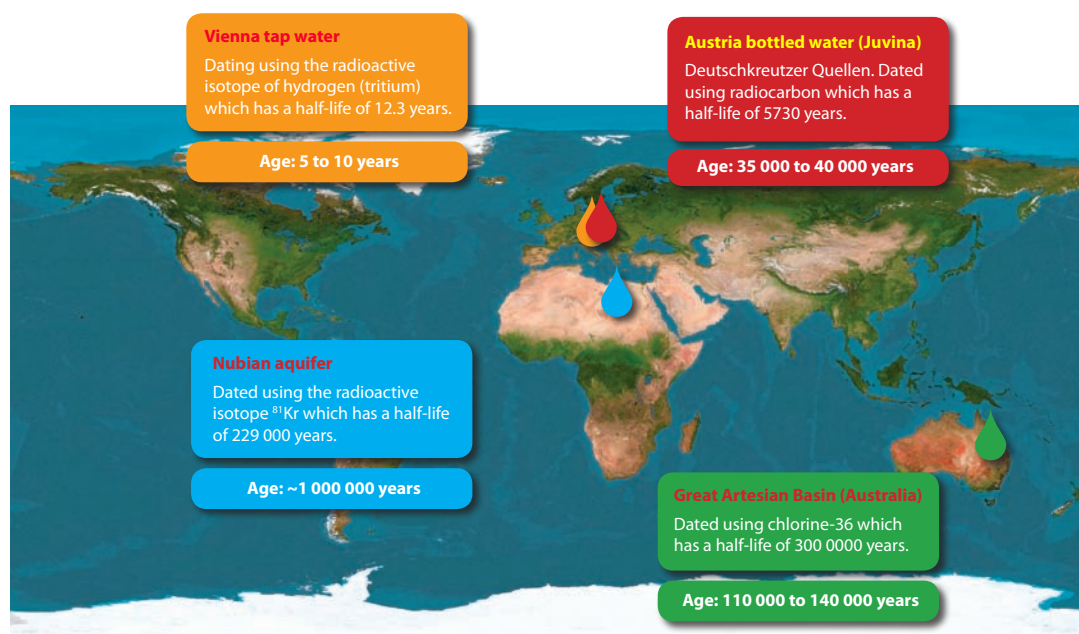 Vienna tap water
Dating using the radioactive
isotope of hydrogen (tritium)
which has a half-life of 12.3 years.
Age: 5 to 10 years
Austria bottled water (Juvina)
Deutschkreutzer Quellen. Dated
using radiocarbon which has a
half-life of 5730 years.
Age: 35 000 to 40 000 years
Nubian aquifer
Dated using the radioactive
isotope ⁸¹Kr which has a half-life
of 229 000 years.
Age: ~1 000 000 years
Great Artesian Basin (Australia)
Dated using chlorine-36 which
has a half-life of 300 0000 years.
Age: 110 000 to 140 000 years